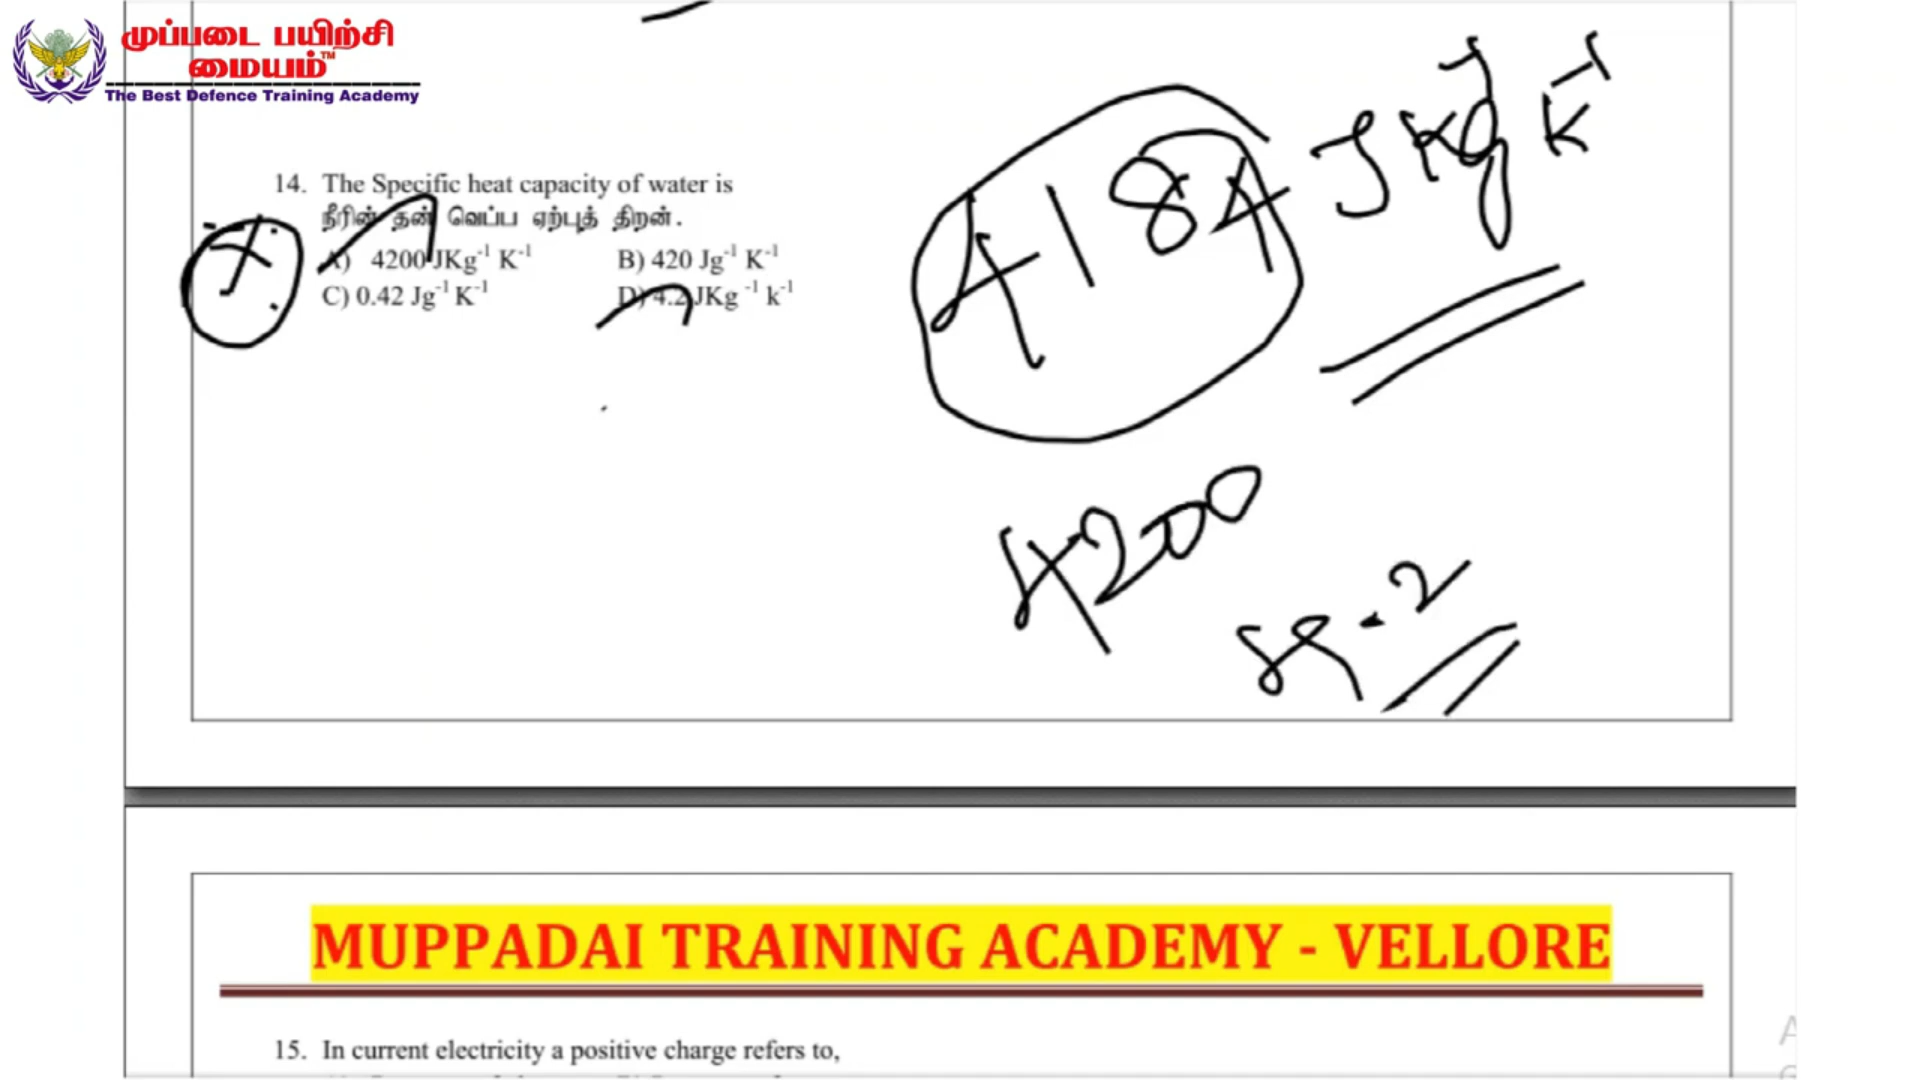 முப்படை பயிற்சி
மையம்™
The Best Defence Training Academy
4184 JKg⁻¹ K⁻¹
14. The Specific heat capacity of water is
நீரின் தன் வெப்ப ஏற்புத் திறன்.
A) 4200 JKg⁻¹ K⁻¹ B) 420 Jg⁻¹ K⁻¹
C) 0.42 Jg⁻¹ K⁻¹ D) 4.2 JKg ⁻¹ k⁻¹
4200
MUPPADAI TRAINING ACADEMY - VELLORE
15. In current electricity a positive charge refers to,